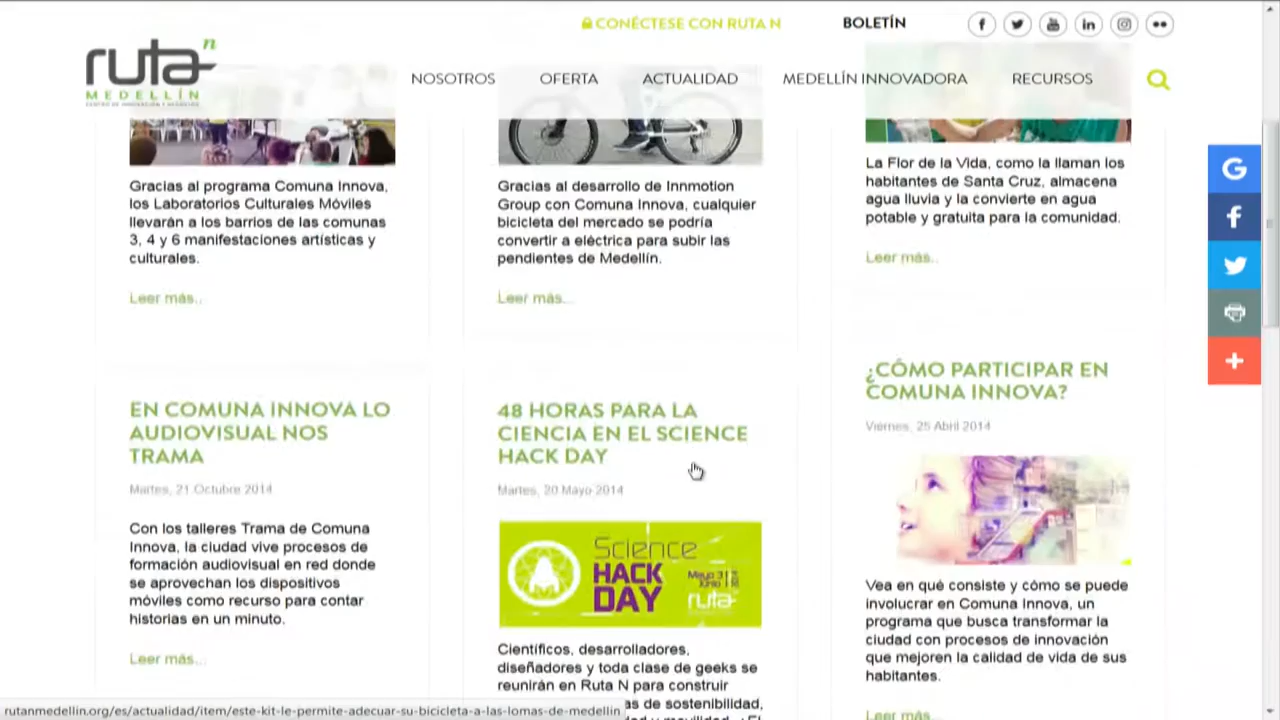 CONÉCTESE CON RUTA N
BOLETÍN
ruta n
MEDELLÍN
NOSOTROS
OFERTA
ACTUALIDAD
MEDELLÍN INNOVADORA
RECURSOS
Gracias al programa Comuna Innova,
los Laboratorios Culturales Móviles
llevarán a los barrios de las comunas
3, 4 y 6 manifestaciones artísticas y
culturales.
Leer más..
Gracias al desarrollo de Innmotion
Group con Comuna Innova, cualquier
bicicleta del mercado se podría
convertir a eléctrica para subir las
pendientes de Medellín.
Leer más...
La Flor de la Vida, como la llaman los
habitantes de Santa Cruz, almacena
agua lluvia y la convierte en agua
potable y gratuita para la comunidad.
Leer más..
EN COMUNA INNOVA LO
AUDIOVISUAL NOS
TRAMA
Martes, 21 Octubre 2014
Con los talleres Trama de Comuna
Innova, la ciudad vive procesos de
formación audiovisual en red donde
se aprovechan los dispositivos
móviles como recurso para contar
historias en un minuto.
Leer más...
48 HORAS PARA LA
CIENCIA EN EL SCIENCE
HACK DAY
Martes, 20 Mayo 2014
Science
HACK
DAY
Mayo 31
Junio 1
ruta
Científicos, desarrolladores,
diseñadores y toda clase de geeks se
reunirán en Ruta N para construir
as de sostenibilidad,
¿CÓMO PARTICIPAR EN
COMUNA INNOVA?
Viernes, 25 Abril 2014
Vea en qué consiste y cómo se puede
involucrar en Comuna Innova, un
programa que busca transformar la
ciudad con procesos de innovación
que mejoren la calidad de vida de sus
habitantes.
Leer más
rutanmedellin.org/es/actualidad/item/este-kit-le-permite-adecuar-su-bicicleta-a-las-lomas-de-medellin